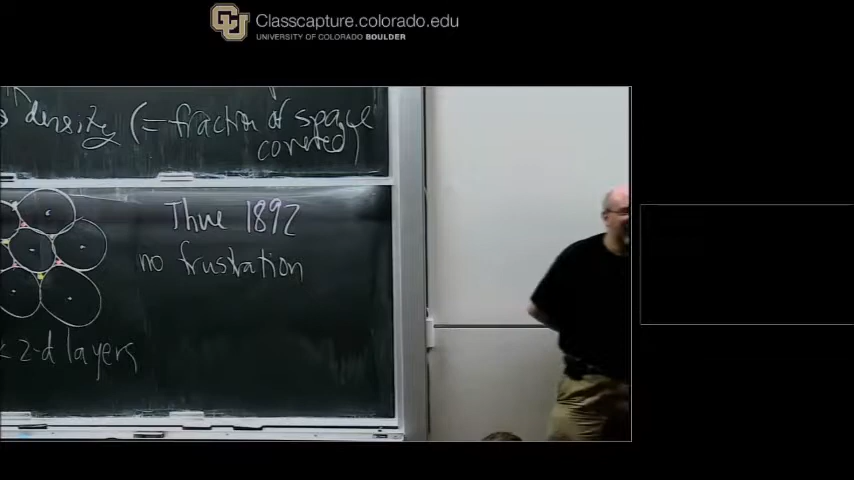 Classcapture.colorado.edu
UNIVERSITY OF COLORADO BOULDER
density (= fraction of space
covered)
Thue 1892
no frustration
2-d layers